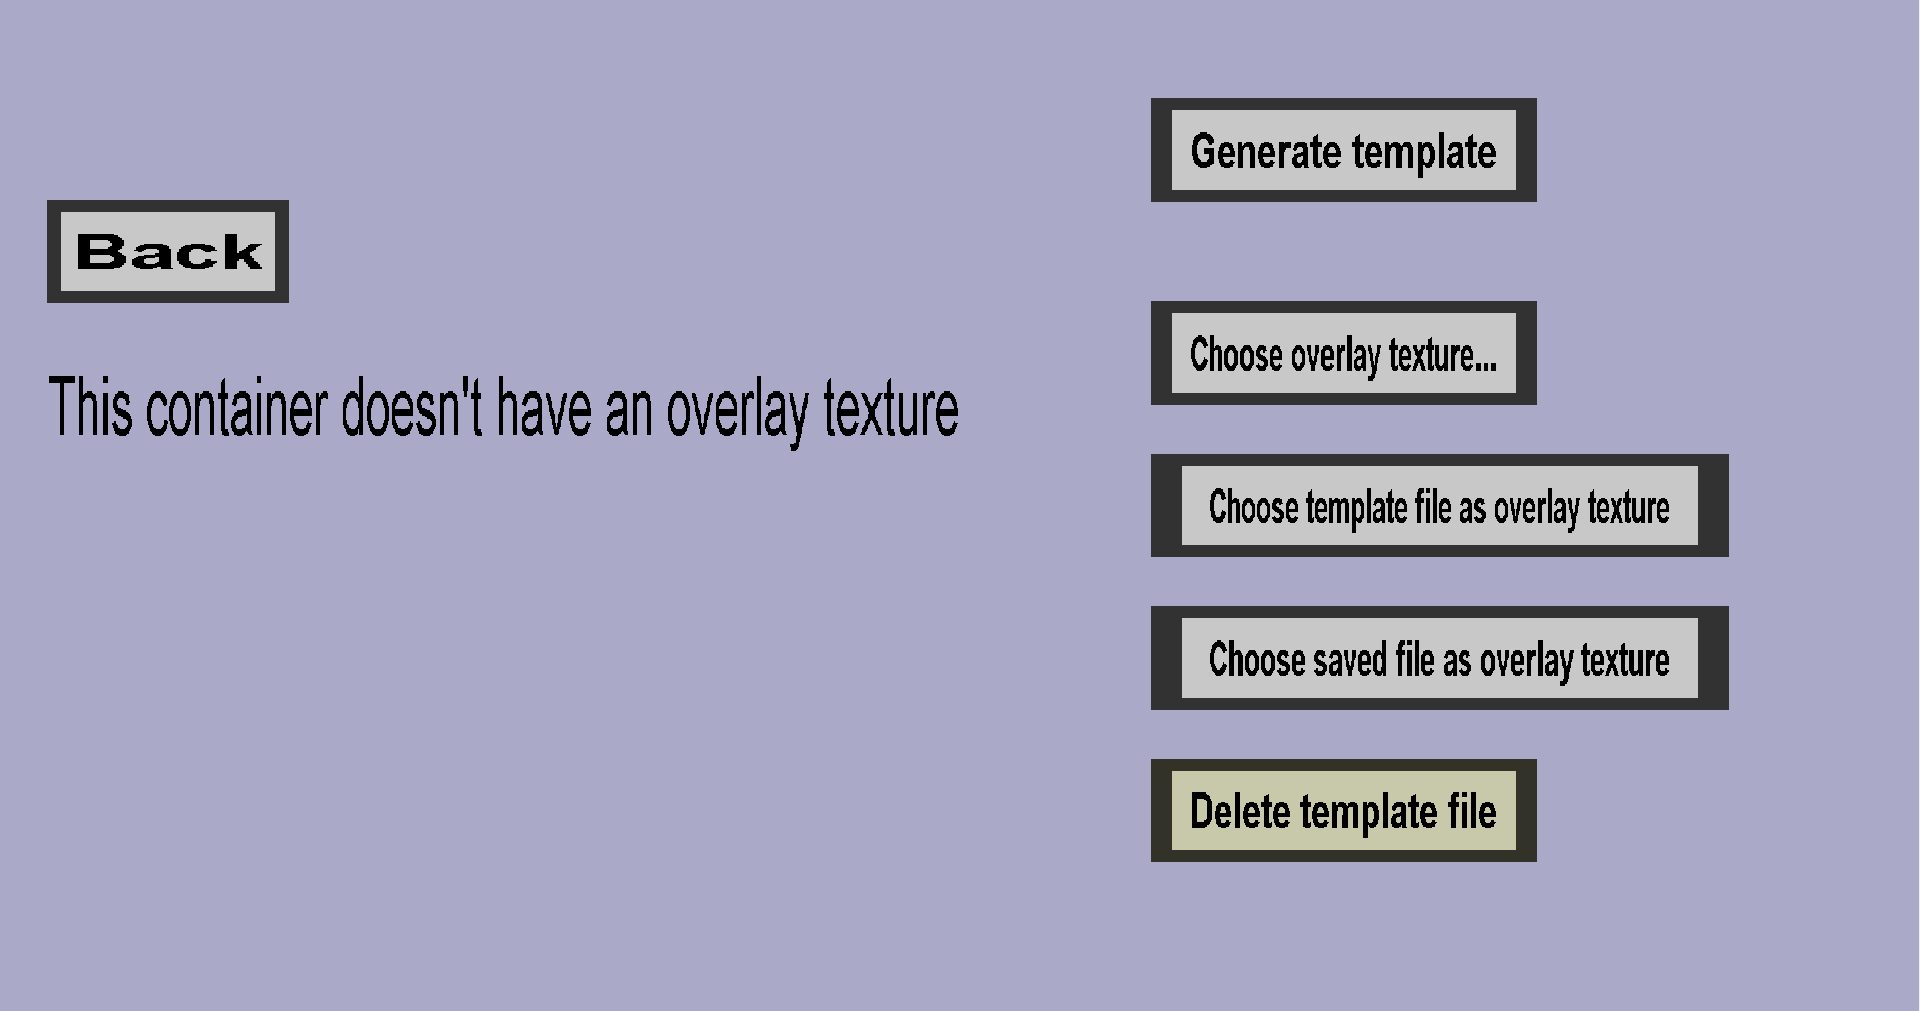 Generate template
Back
Choose overlay texture...
This container doesn't have an overlay texture
Choose template file as overlay texture
Choose saved file as overlay texture
Delete template file